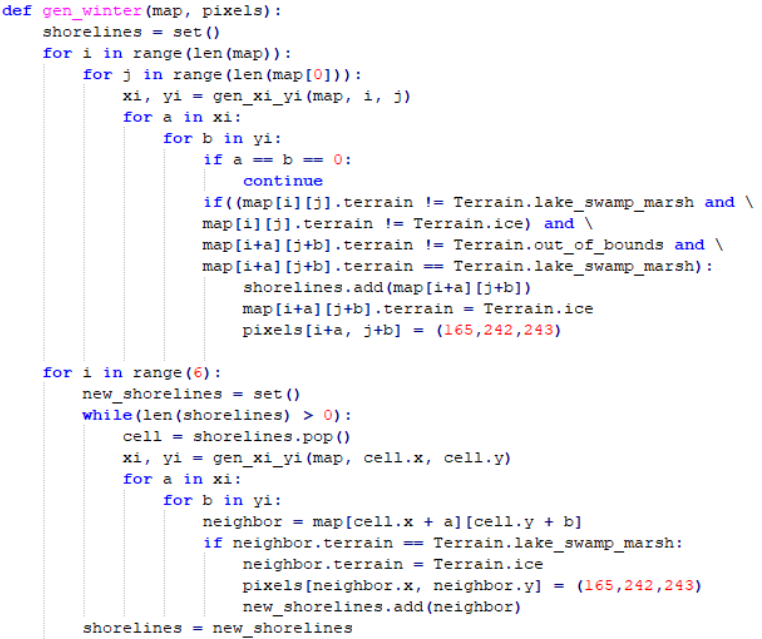 def gen_winter(map, pixels):
    shorelines = set()
    for i in range(len(map)):
        for j in range(len(map[0])):
            xi, yi = gen_xi_yi(map, i, j)
            for a in xi:
                for b in yi:
                    if a == b == 0:
                        continue
                    if((map[i][j].terrain != Terrain.lake_swamp_marsh and \
                    map[i][j].terrain != Terrain.ice) and \
                    map[i+a][j+b].terrain != Terrain.out_of_bounds and \
                    map[i+a][j+b].terrain == Terrain.lake_swamp_marsh):
                        shorelines.add(map[i+a][j+b])
                        map[i+a][j+b].terrain = Terrain.ice
                        pixels[i+a, j+b] = (165,242,243)
    for i in range(6):
        new_shorelines = set()
        while(len(shorelines) > 0):
            cell = shorelines.pop()
            xi, yi = gen_xi_yi(map, cell.x, cell.y)
            for a in xi:
                for b in yi:
                    neighbor = map[cell.x + a][cell.y + b]
                    if neighbor.terrain == Terrain.lake_swamp_marsh:
                        neighbor.terrain = Terrain.ice
                        pixels[neighbor.x, neighbor.y] = (165,242,243)
                        new_shorelines.add(neighbor)
        shorelines = new_shorelines